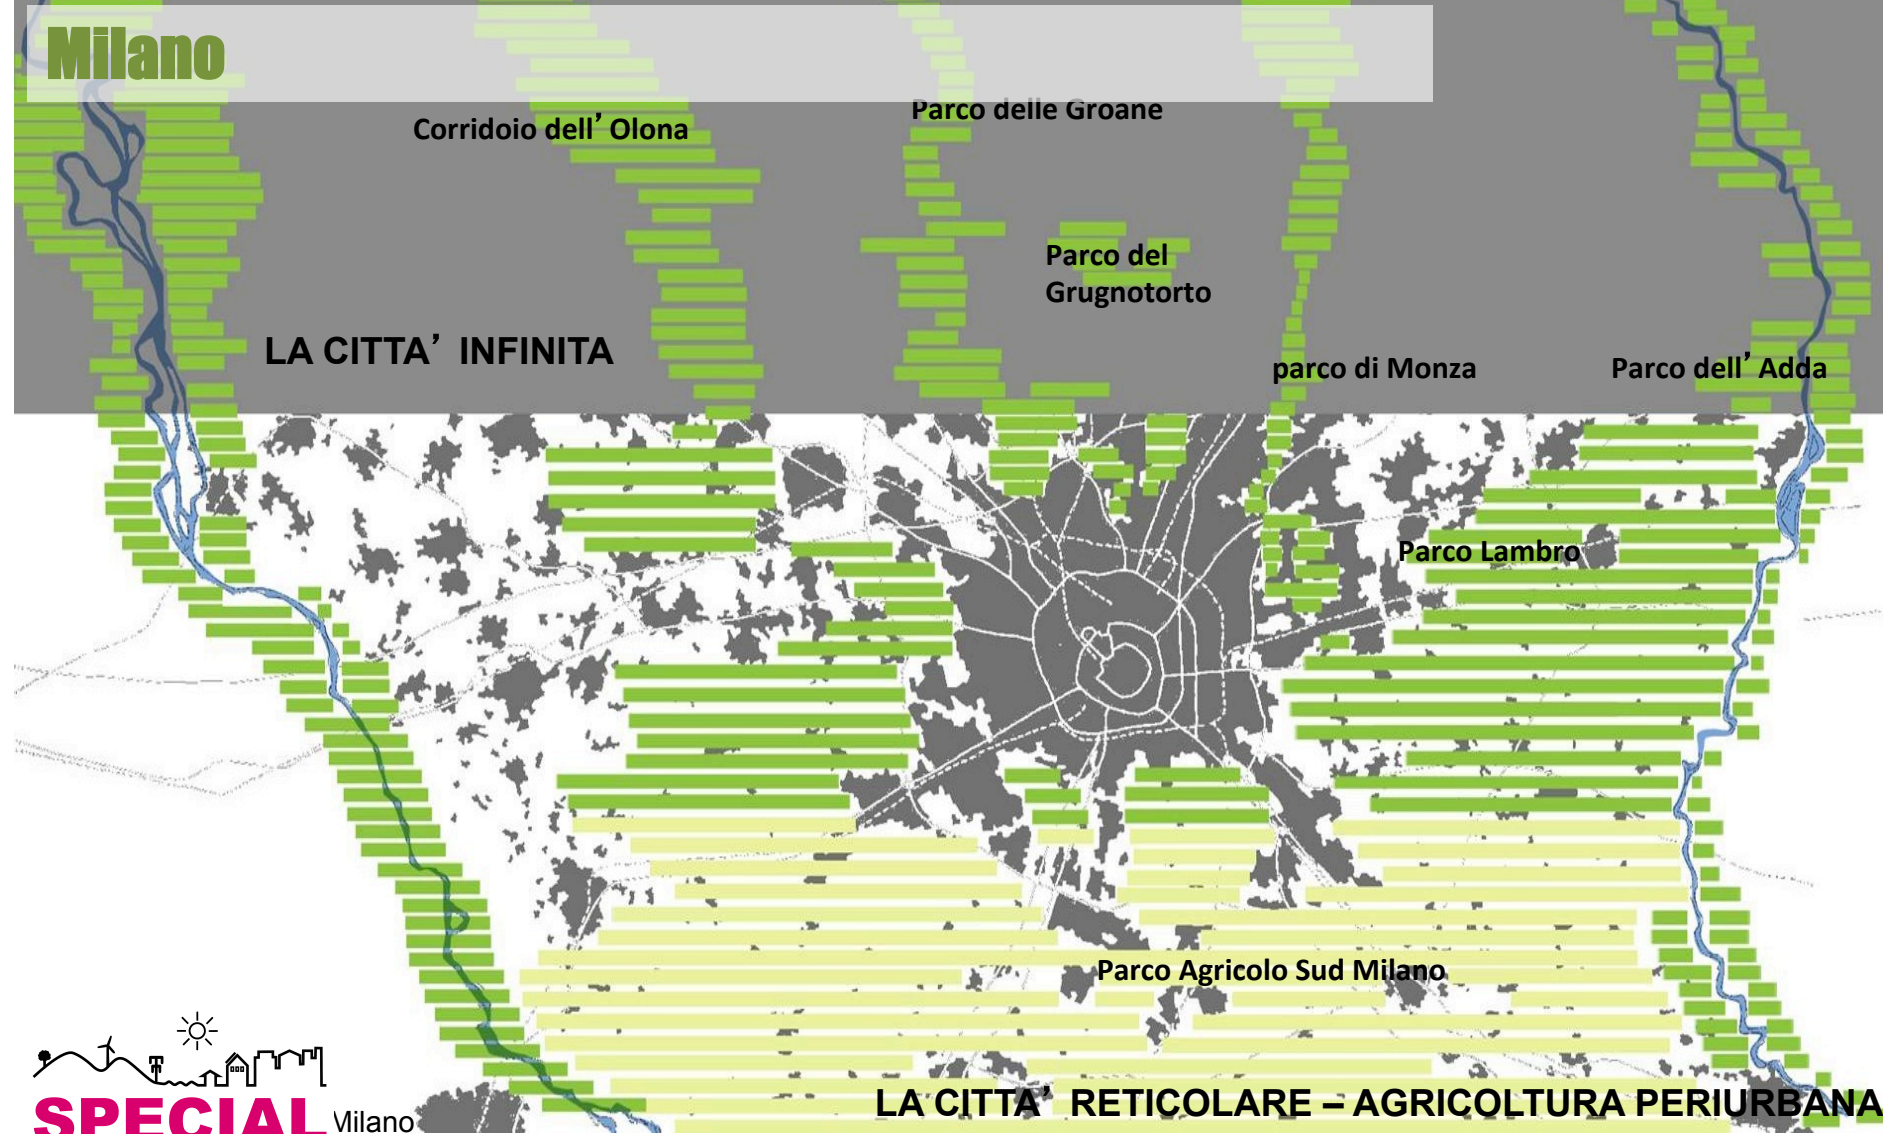 Milano
Parco delle Groane
Corridoio dell’ Olona
Parco del
Grugnotorto
LA CITTA’ INFINITA
parco di Monza
Parco dell’ Adda
Parco Lambro
Parco Agricolo Sud Milano
LA CITTA’ RETICOLARE – AGRICOLTURA PERIURBANA
SPECIAL
Milano